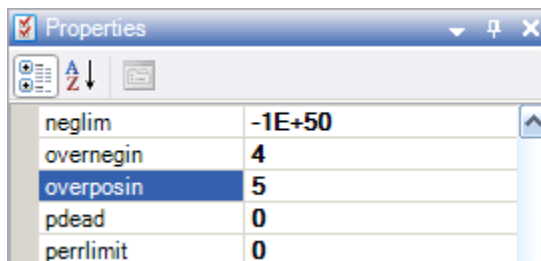 Properties
A
Z
neglim -1E+50
overnegin 4
overposin 5
pdead 0
perrlimit 0